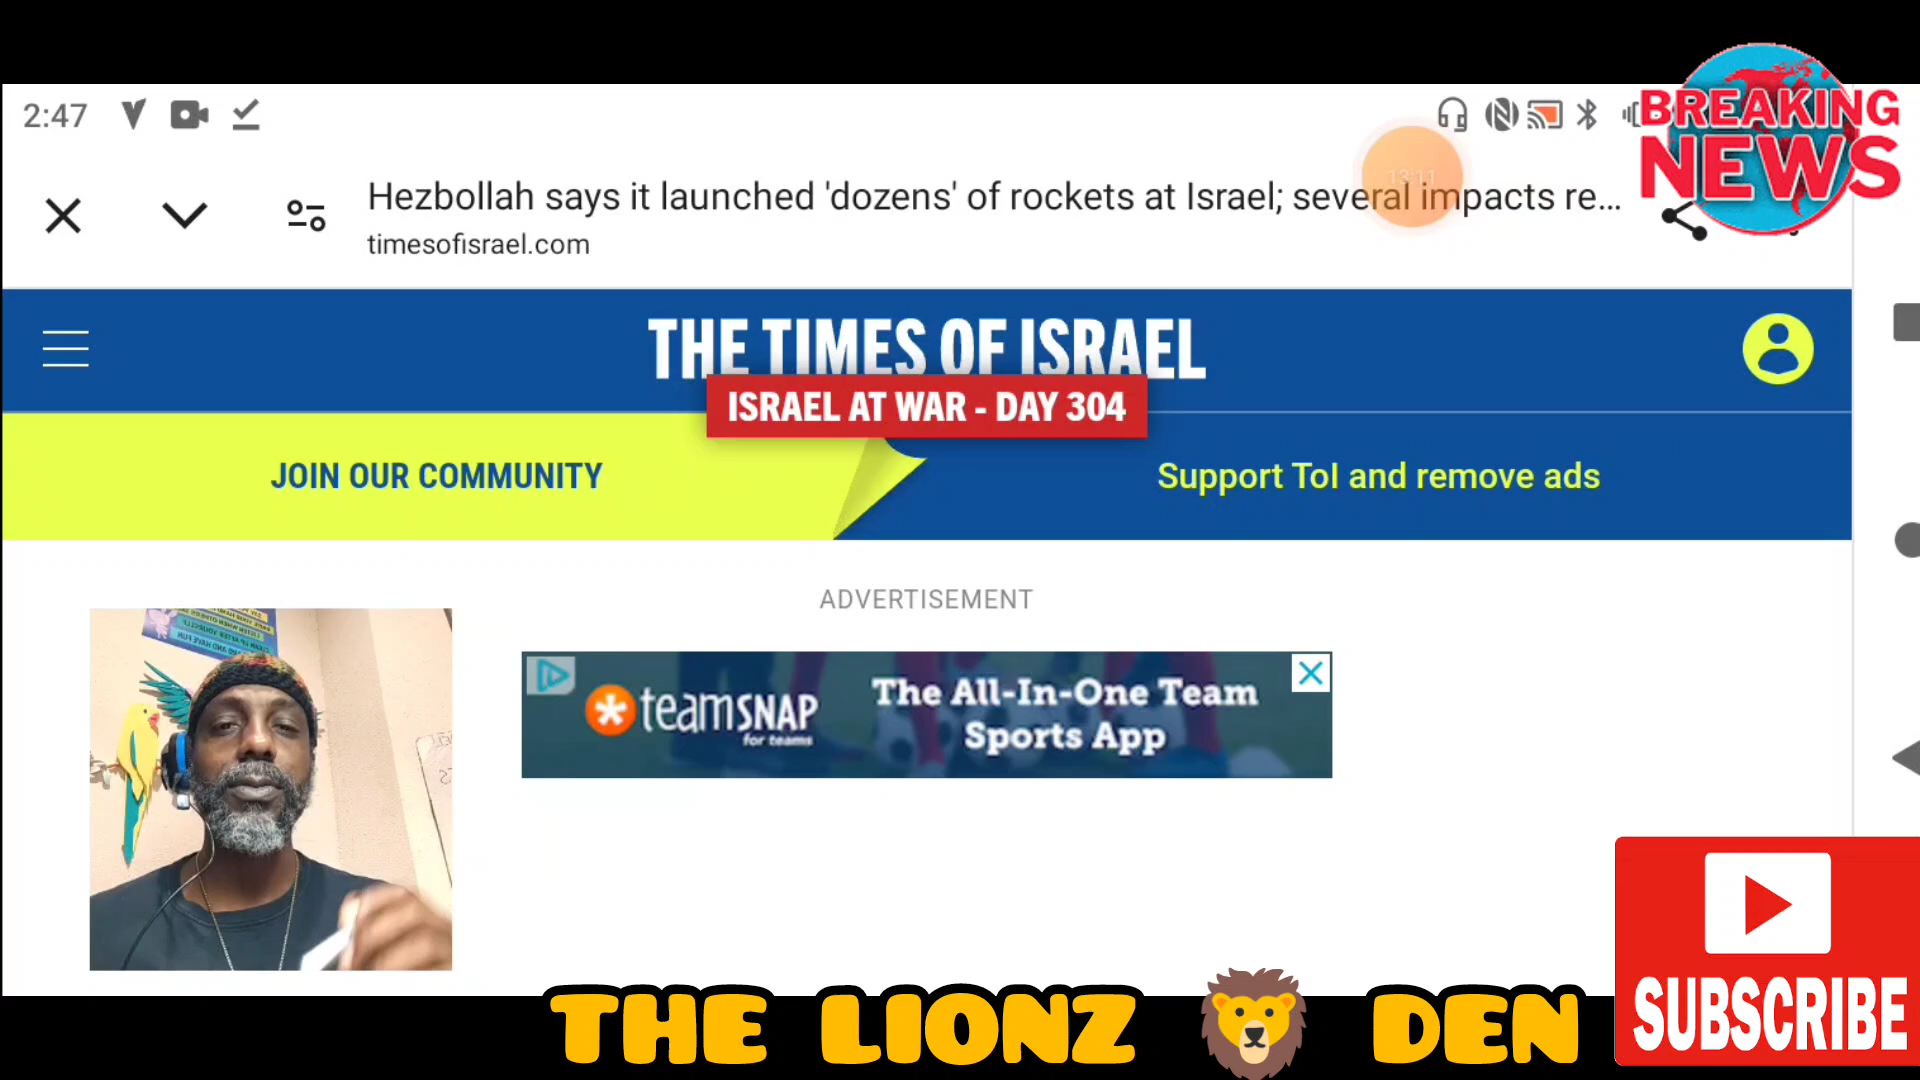 2:47
BREAKING
NEWS
13:11
Hezbollah says it launched 'dozens' of rockets at Israel; several impacts re...
timesofisrael.com
THE TIMES OF ISRAEL
ISRAEL AT WAR - DAY 304
JOIN OUR COMMUNITY
Support ToI and remove ads
ADVERTISEMENT
teamSNAP
for teams
The All-In-One Team
Sports App
THE LIONZ 🦁 DEN
SUBSCRIBE